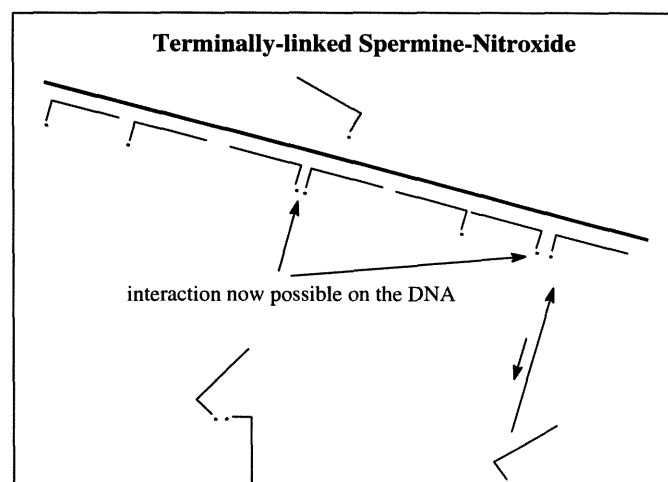 Terminally-linked Spermine-Nitroxide
interaction now possible on the DNA